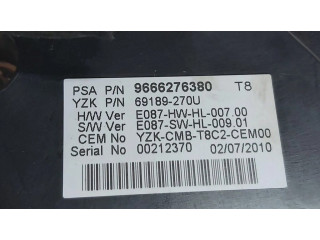 PSA P/N 9666276380 T8
YZK P/N 69189-270U
H/W Ver E087-HW-HL-007.00
S/W Ver E087-SW-HL-009.01
CEM No YZK-CMB-T8C2-CEM00
Serial No 00212370 02/07/2010